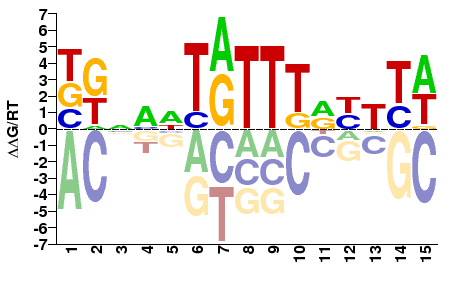 7
6
5
4
3
2
1
0
-1
-2
-3
-4
-5
-6
-7
ΔΔG/RT
T G T A T T T A
G T A A G G A T T C T
C C C
A C G T A C A C G A C G C C A G C G C
1 2 3 4 5 6 7 8 9 10 11 12 13 14 15